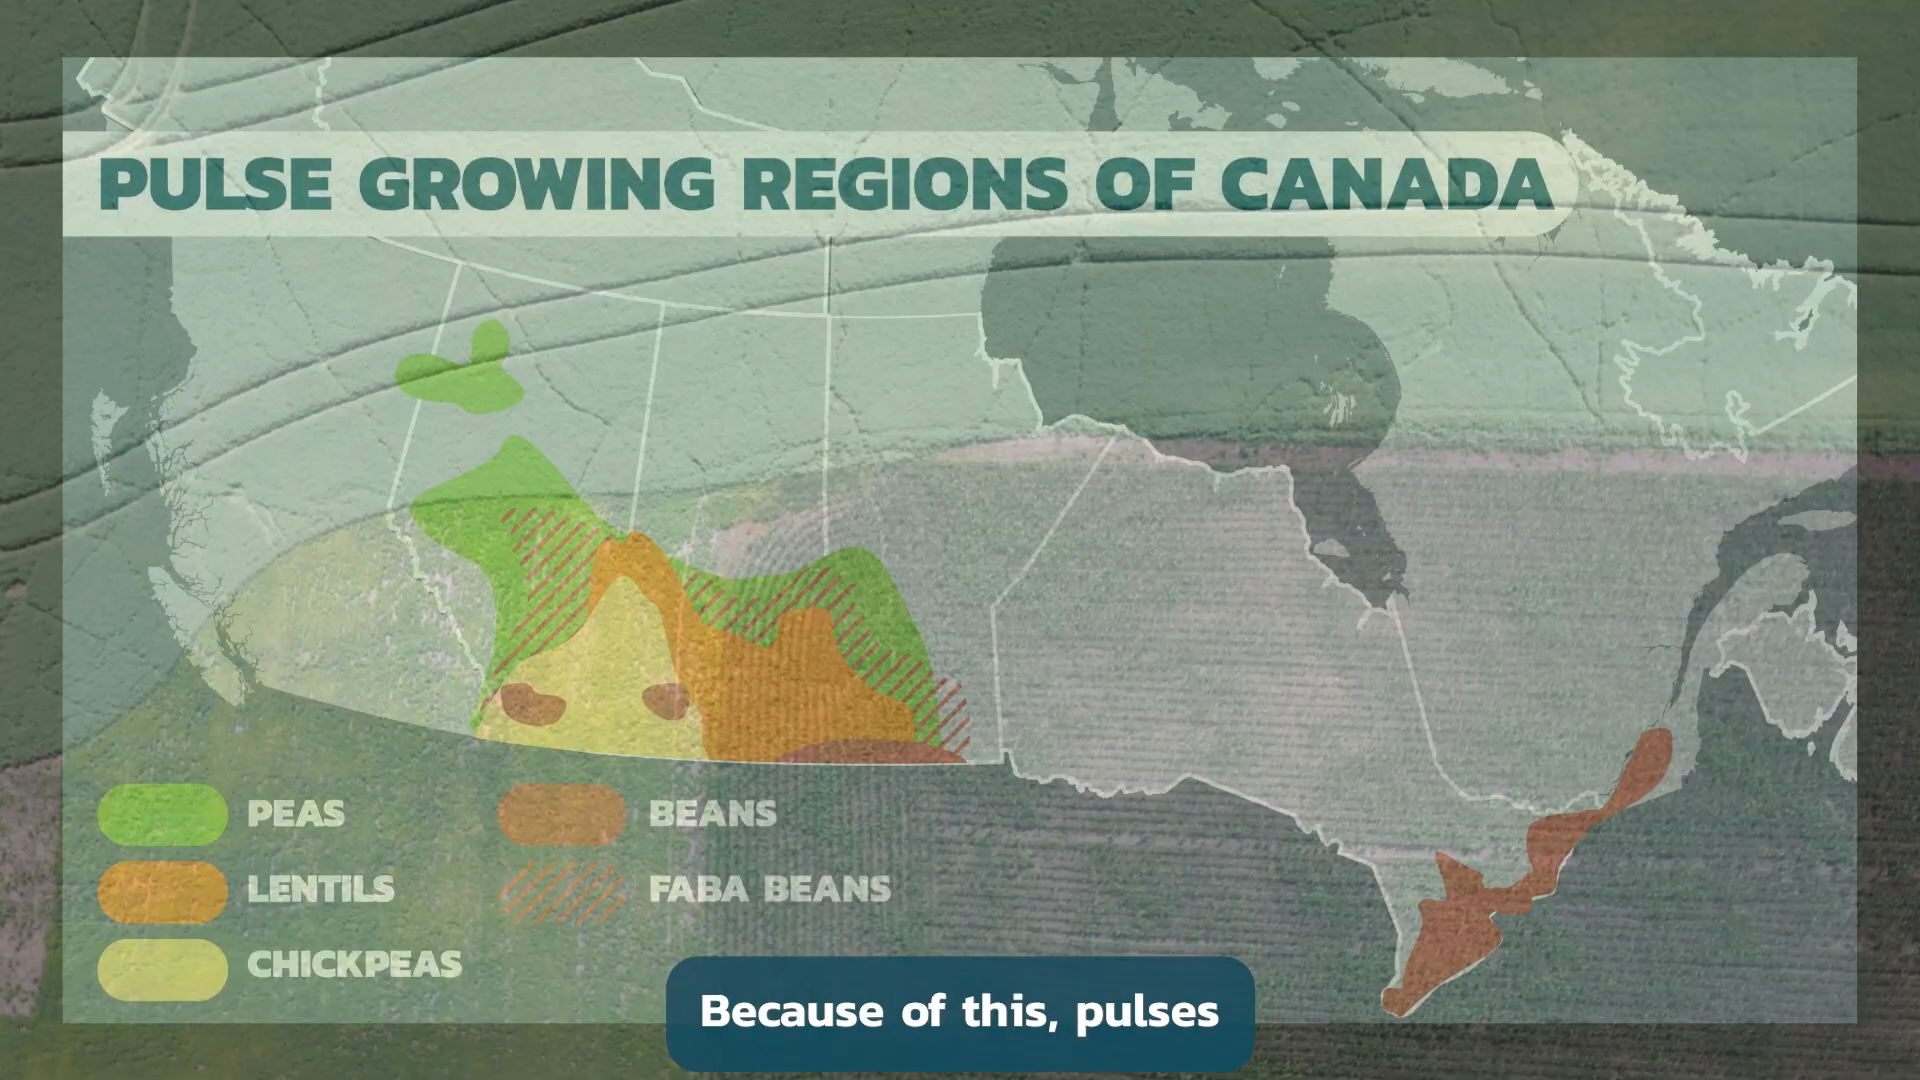 PULSE GROWING REGIONS OF CANADA
PEAS
BEANS
LENTILS
FABA BEANS
CHICKPEAS
Because of this, pulses